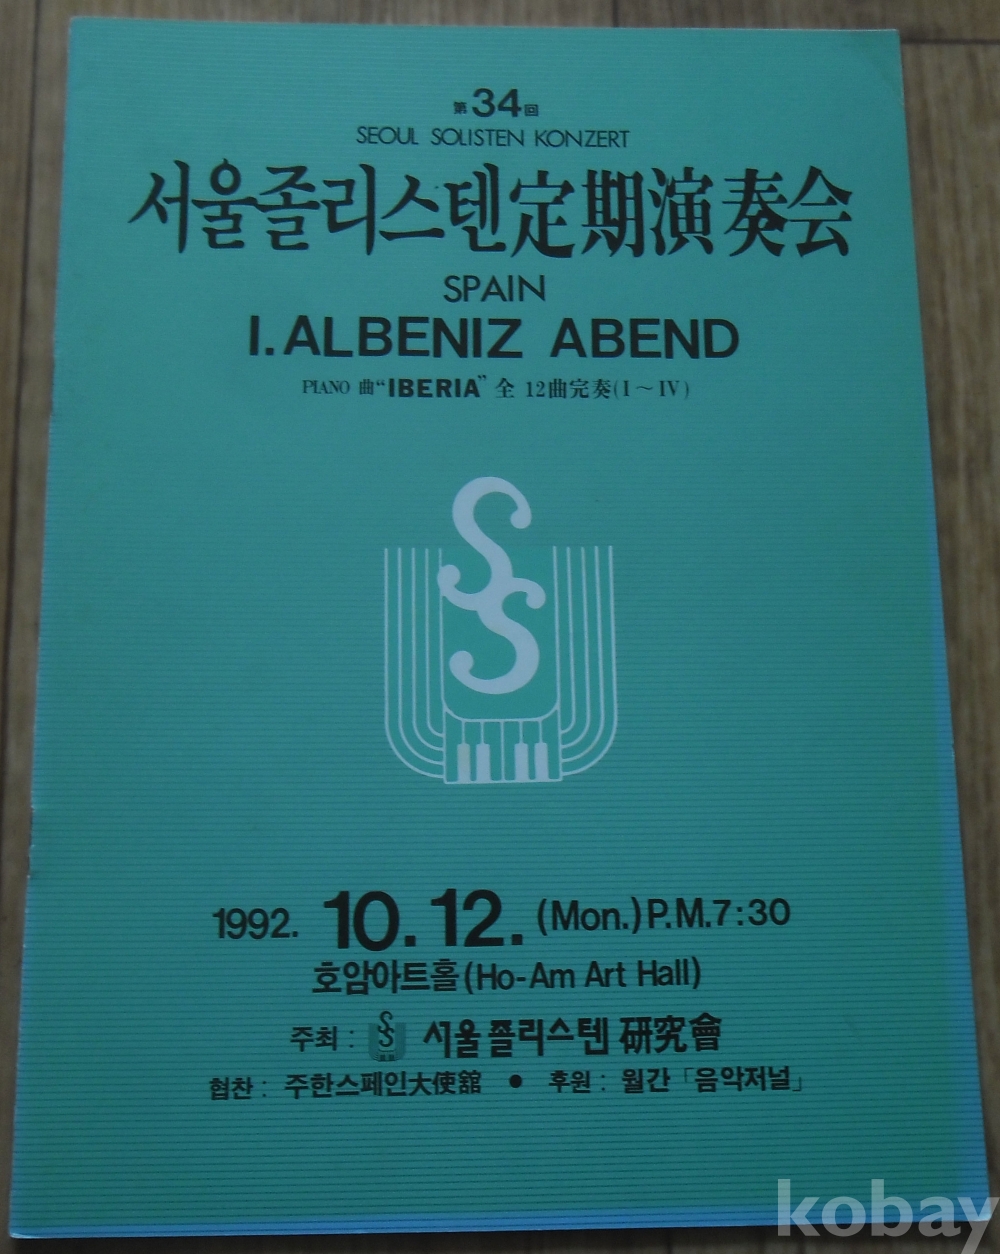 第34回
SEOUL SOLISTEN KONZERT
서울졸리스텐定期演奏会
SPAIN
I. ALBENIZ ABEND
PIANO 曲“IBERIA” 全 12曲完奏(I～IV)
SS
1992. 10. 12. (Mon.) P.M.7:30
호암아트홀(Ho-Am Art Hall)
주최 : SS 서울쫄리스텐 研究會
협찬 : 주한스페인大使舘 ● 후원 : 월간「음악저널」
kobay